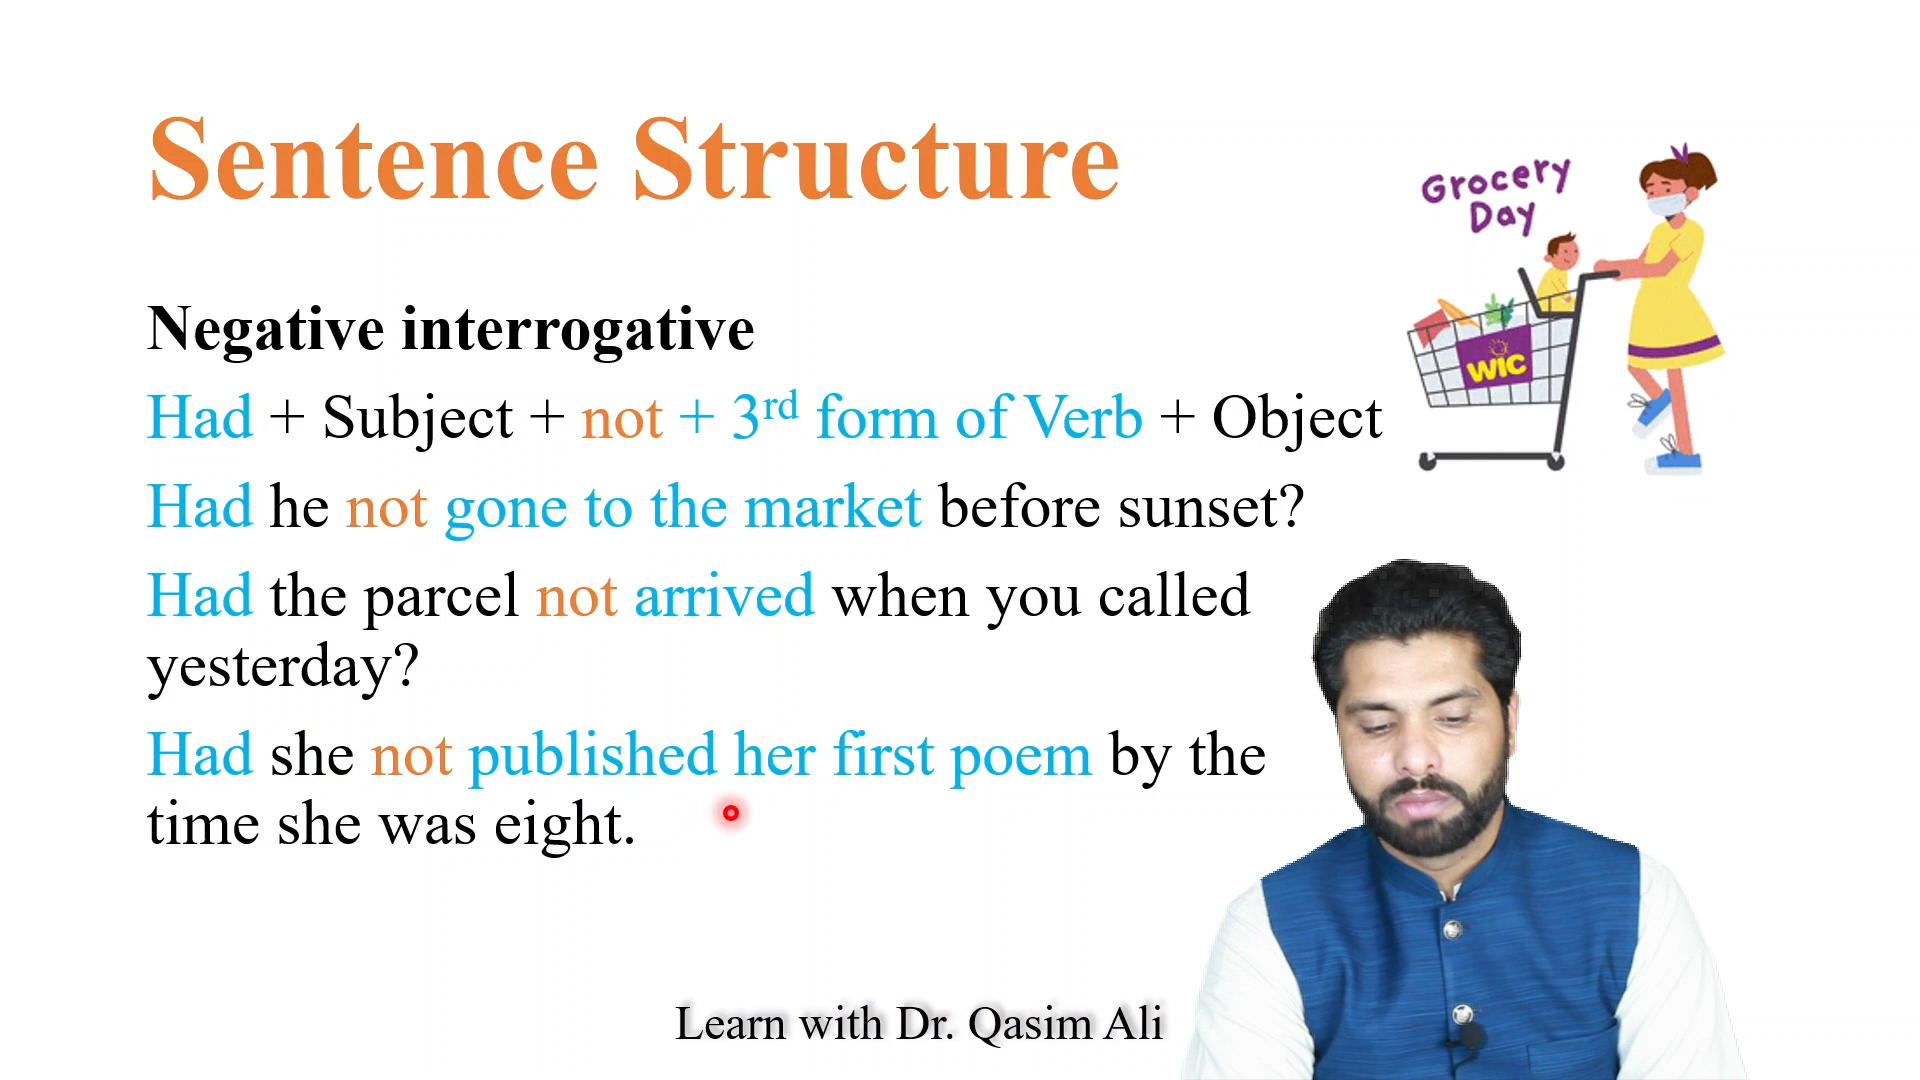 Sentence Structure
Grocery
Day
WIC
Negative interrogative
Had + Subject + not + 3rd form of Verb + Object
Had he not gone to the market before sunset?
Had the parcel not arrived when you called
yesterday?
Had she not published her first poem by the
time she was eight.
Learn with Dr. Qasim Ali